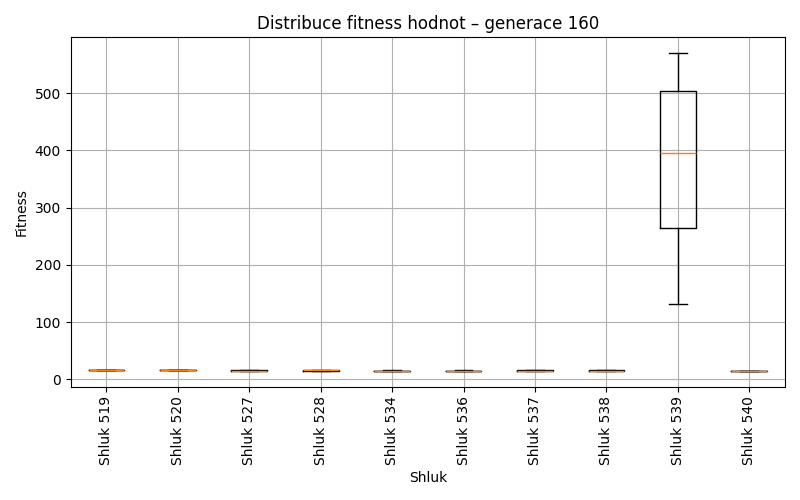 Distribuce fitness hodnot – generace 160
Fitness
500
400
300
200
100
0
Shluk 519
Shluk 520
Shluk 527
Shluk 528
Shluk 534
Shluk 536
Shluk 537
Shluk 538
Shluk 539
Shluk 540
Shluk